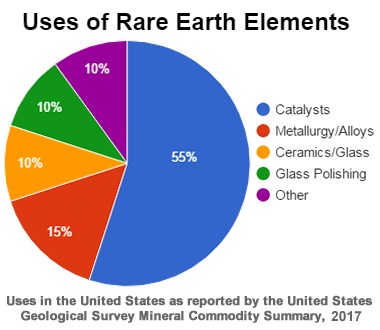 Uses of Rare Earth Elements
10%
10%
10%
15%
55%
Catalysts
Metallurgy/Alloys
Ceramics/Glass
Glass Polishing
Other
Uses in the United States as reported by the United States
Geological Survey Mineral Commodity Summary, 2017